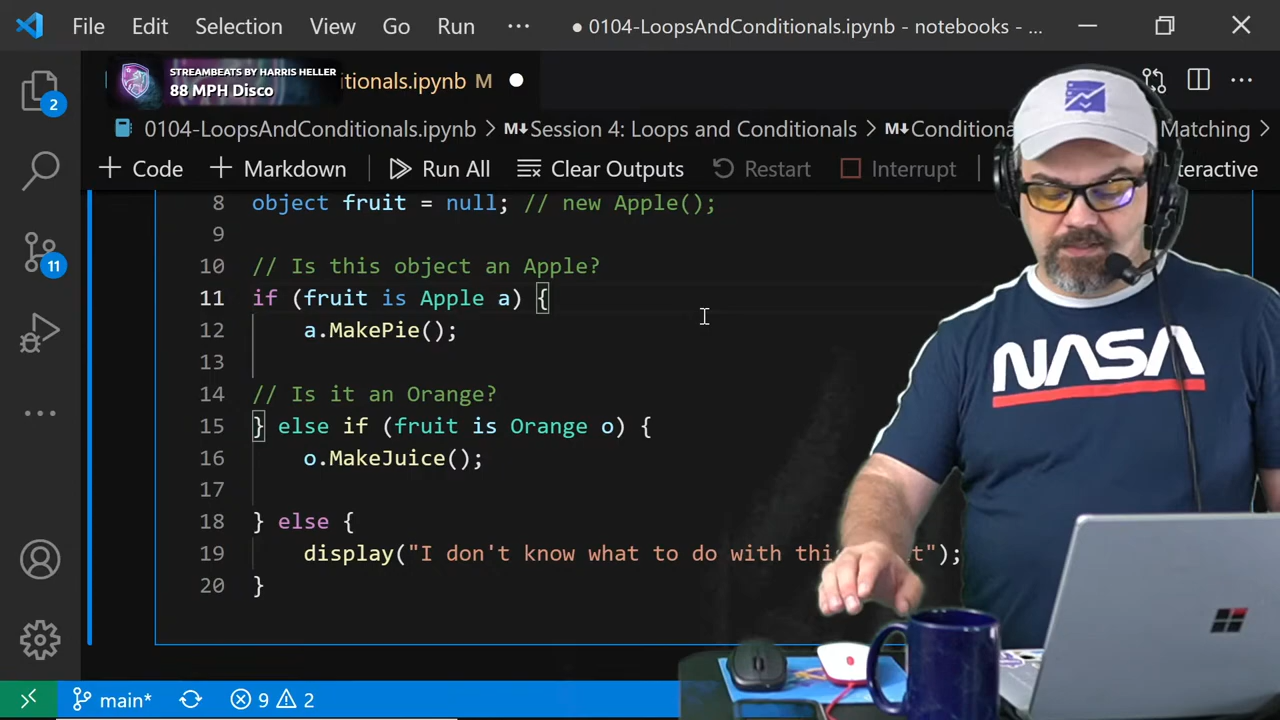 File Edit Selection View Go Run ··· ● 0104-LoopsAndConditionals.ipynb - notebooks - ...
STREAMBEATS BY HARRIS HELLER
88 MPH Disco
itionals.ipynb M
2
0104-LoopsAndConditionals.ipynb > M↓Session 4: Loops and Conditionals > M↓Conditiona Matching >
+ Code + Markdown Run All Clear Outputs Restart Interrupt teractive
8 object fruit = null; // new Apple();
9
10 // Is this object an Apple?
11 if (fruit is Apple a) {
12 a.MakePie();
13
14 // Is it an Orange?
15 } else if (fruit is Orange o) {
16 o.MakeJuice();
17
18 } else {
19 display("I don't know what to do with thi t");
20 }
11
NASA
main* 9 2